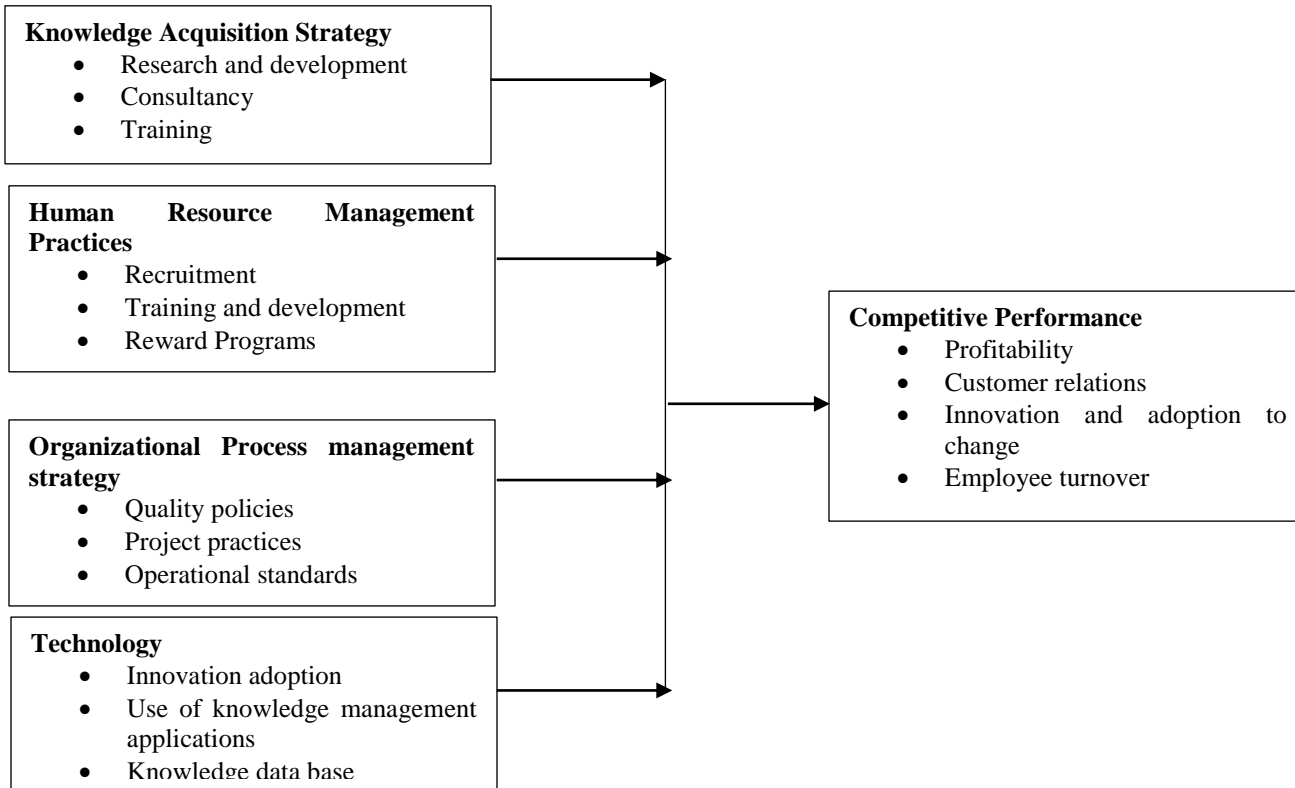 Knowledge Acquisition Strategy
• Research and development
• Consultancy
• Training
Human Resource Management
Practices
• Recruitment
• Training and development
• Reward Programs
Organizational Process management
strategy
• Quality policies
• Project practices
• Operational standards
Technology
• Innovation adoption
• Use of knowledge management
applications
• Knowledge data base
Competitive Performance
• Profitability
• Customer relations
• Innovation and adoption to
change
• Employee turnover